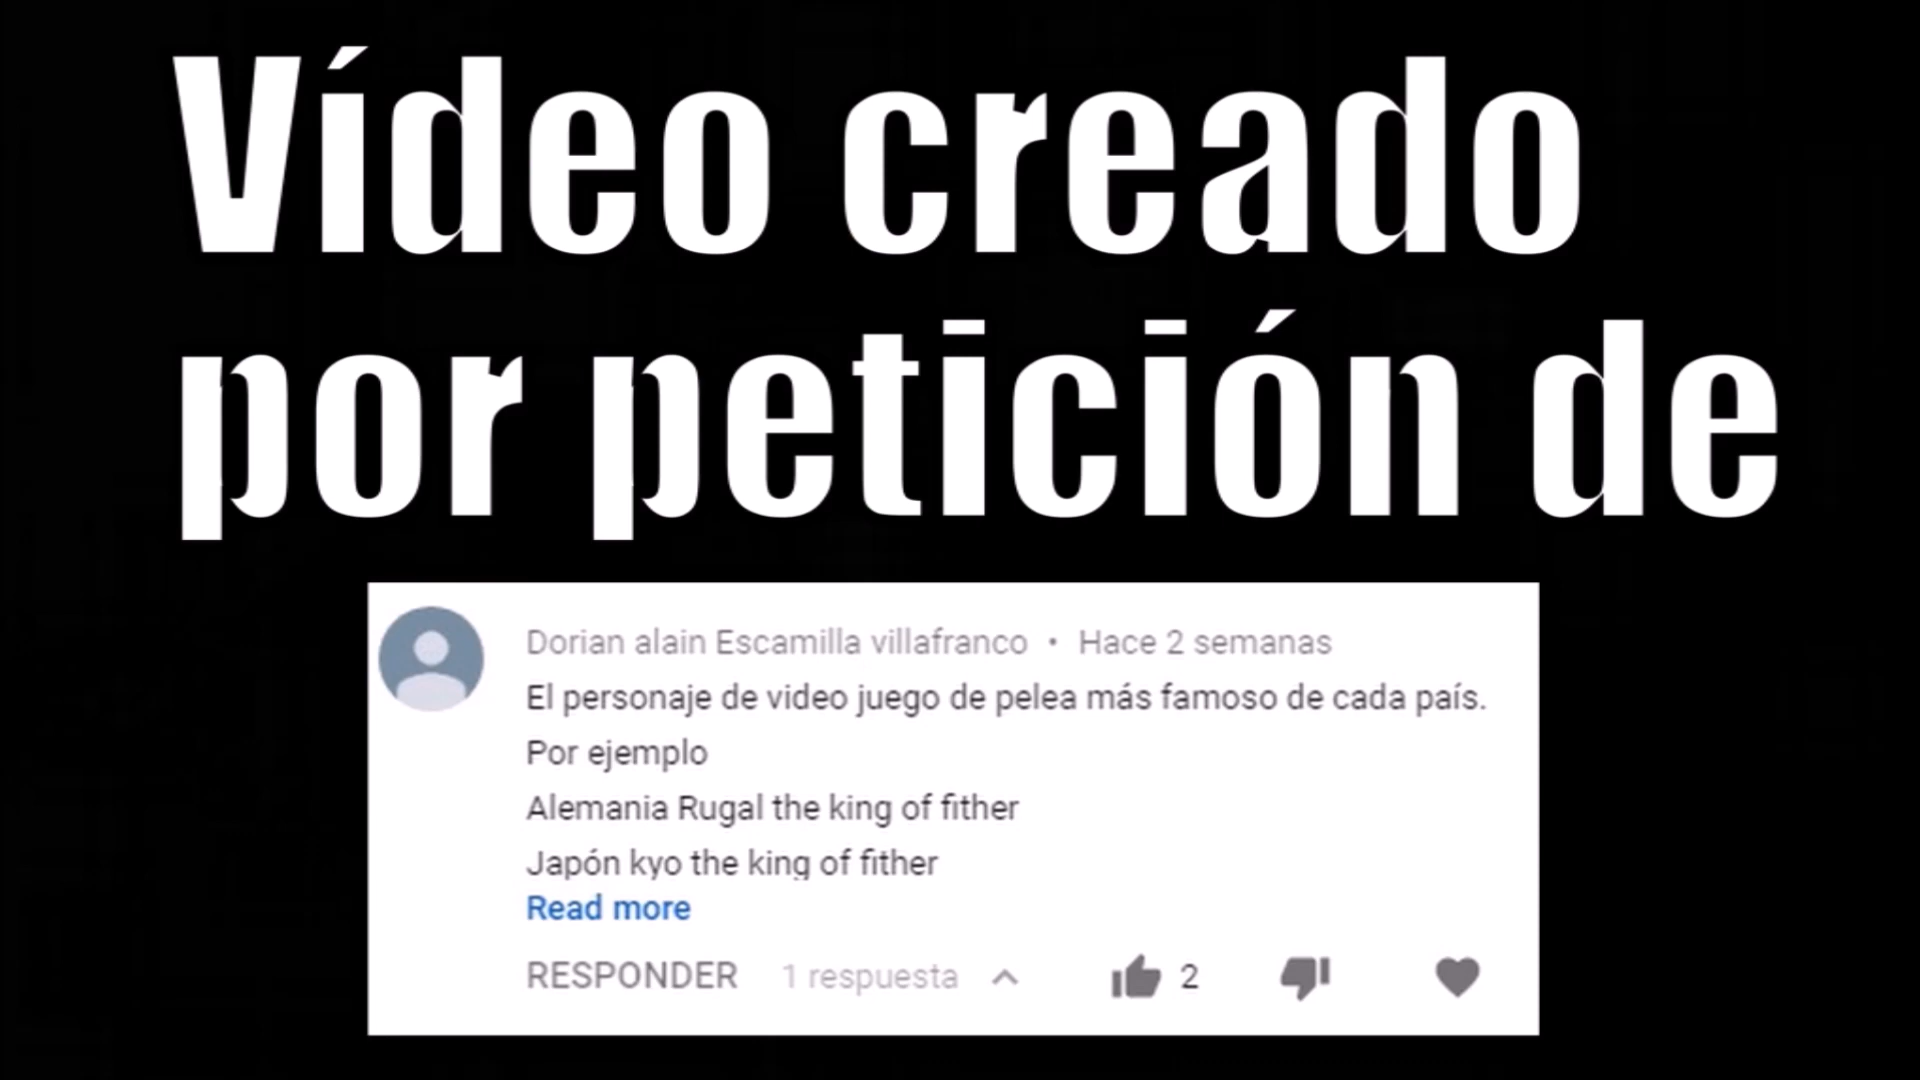 Vídeo creado
por petición de
Dorian alain Escamilla villafranco • Hace 2 semanas
El personaje de video juego de pelea más famoso de cada país.
Por ejemplo
Alemania Rugal the king of fither
Japón kyo the king of fither
Read more
RESPONDER 1 respuesta 2